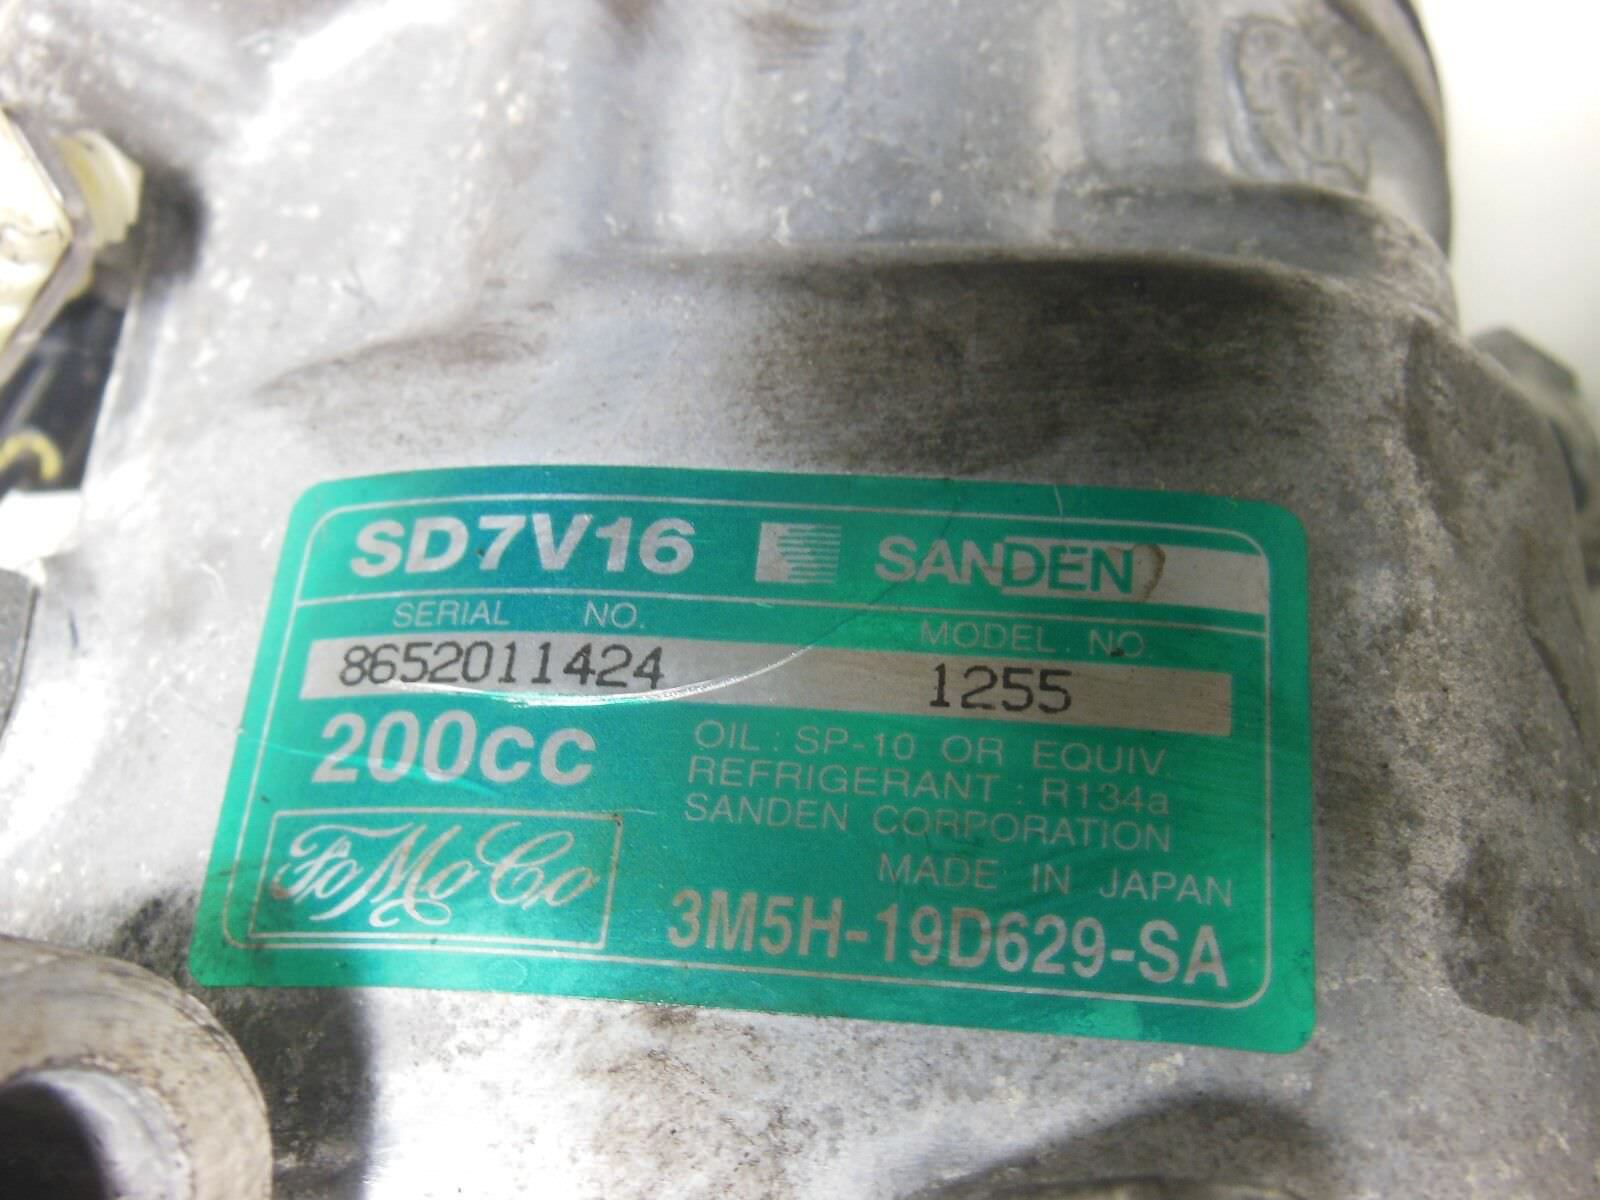 SD7V16 SANDEN
SERIAL NO. MODEL. NO.
8652011424 1255
200cc
OIL : SP-10 OR EQUIV.
REFRIGERANT : R134a
SANDEN CORPORATION
MADE IN JAPAN
FoMoCo
3M5H-19D629-SA